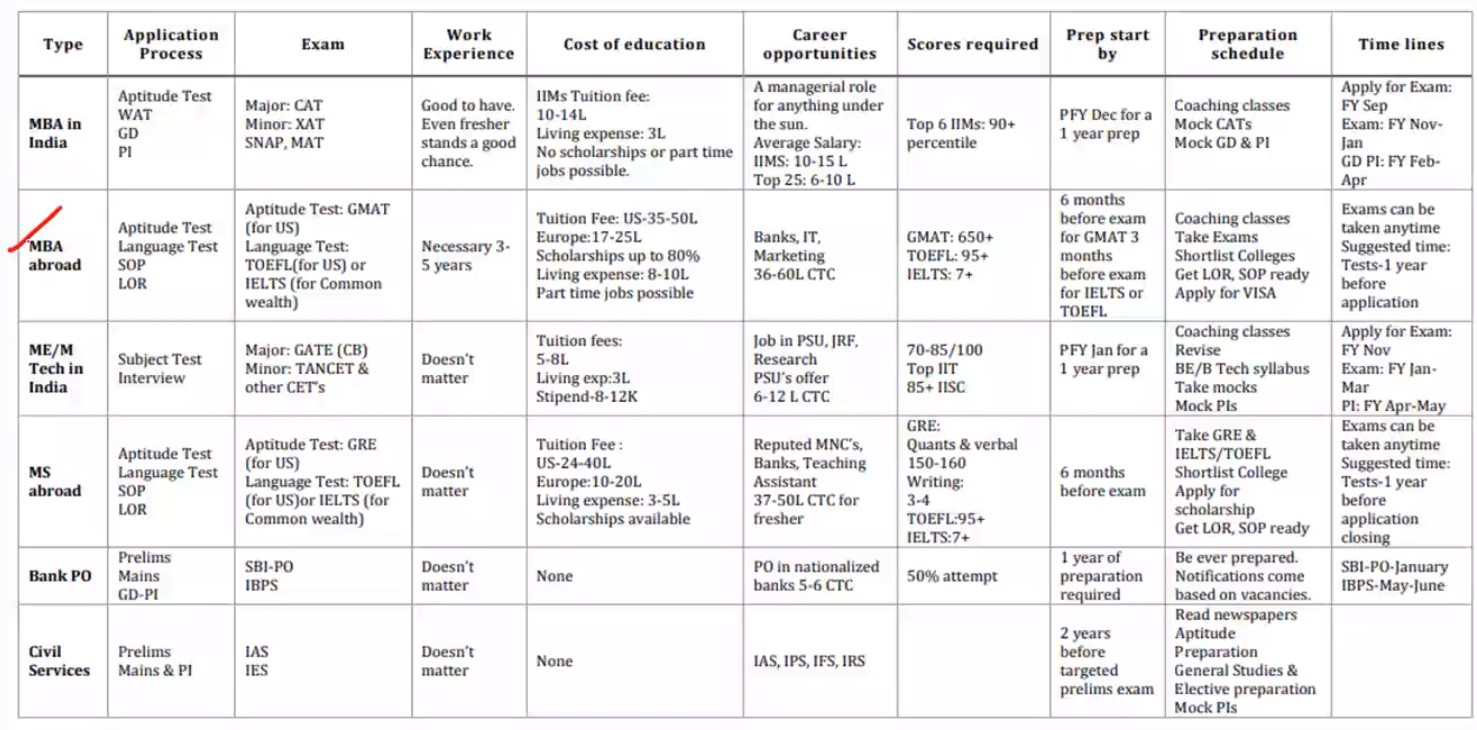 Type
Application
Process
Exam
Work
Experience
Cost of education
Career
opportunities
Scores required
Prep start
by
Preparation
schedule
Time lines
MBA in
India
Aptitude Test
WAT
GD
PI
Major: CAT
Minor: XAT
SNAP, MAT
Good to have.
Even fresher
stands a good
chance.
IIMs Tuition fee:
10-14L
Living expense: 3L
No scholarships or part time
jobs possible.
A managerial role
for anything under
the sun.
Average Salary:
IIMS: 10-15 L
Top 25: 6-10 L
Top 6 IIMs: 90+
percentile
PFY Dec for a
1 year prep
Coaching classes
Mock CATs
Mock GD & PI
Apply for Exam:
FY Sep
Exam: FY Nov-
Jan
GD PI: FY Feb-
Apr
MBA
abroad
Aptitude Test
Language Test
SOP
LOR
Aptitude Test: GMAT
(for US)
Language Test:
TOEFL(for US) or
IELTS (for Common
wealth)
Necessary 3-
5 years
Tuition Fee: US-35-50L
Europe:17-25L
Scholarships up to 80%
Living expense: 8-10L
Part time jobs possible
Banks, IT,
Marketing
36-60L CTC
GMAT: 650+
TOEFL: 95+
IELTS: 7+
6 months
before exam
for GMAT 3
months
before exam
for IELTS or
TOEFL
Coaching classes
Take Exams
Shortlist Colleges
Get LOR, SOP ready
Apply for VISA
Exams can be
taken anytime
Suggested time:
Tests-1 year
before
application
ME/M
Tech in
India
Subject Test
Interview
Major: GATE (CB)
Minor: TANCET &
other CET's
Doesn't
matter
Tuition fees:
5-8L
Living exp:3L
Stipend-8-12K
Job in PSU, JRF,
Research
PSU's offer
6-12 L CTC
70-85/100
Top IIT
85+ IISC
PFY Jan for a
1 year prep
Coaching classes
Revise
BE/B Tech syllabus
Take mocks
Mock PIs
Apply for Exam:
FY Nov
Exam: FY Jan-
Mar
PI: FY Apr-May
MS
abroad
Aptitude Test
Language Test
SOP
LOR
Aptitude Test: GRE
(for US)
Language Test: TOEFL
(for US)or IELTS (for
Common wealth)
Doesn't
matter
Tuition Fee :
US-24-40L
Europe:10-20L
Living expense: 3-5L
Scholarships available
Reputed MNC's,
Banks, Teaching
Assistant
37-50L CTC for
fresher
GRE:
Quants & verbal
150-160
Writing:
3-4
TOEFL:95+
IELTS:7+
6 months
before exam
Take GRE &
IELTS/TOEFL
Shortlist College
Apply for
scholarship
Get LOR, SOP ready
Exams can be
taken anytime
Suggested time:
Tests-1 year
before
application
closing
Bank PO
Prelims
Mains
GD-PI
SBI-PO
IBPS
Doesn't
matter
None
PO in nationalized
banks 5-6 CTC
50% attempt
1 year of
preparation
required
Be ever prepared.
Notifications come
based on vacancies.
SBI-PO-January
IBPS-May-June
Civil
Services
Prelims
Mains & PI
IAS
IES
Doesn't
matter
None
IAS, IPS, IFS, IRS
2 years
before
targeted
prelims exam
Read newspapers
Aptitude
Preparation
General Studies &
Elective preparation
Mock PIs